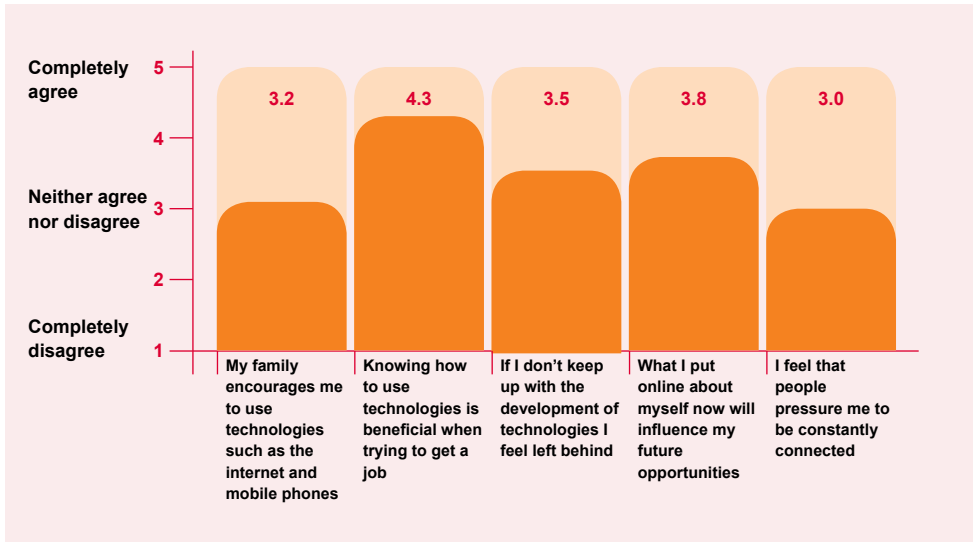 Completely
agree
5
4
Neither agree
nor disagree
3
2
Completely
disagree
1
3.2
4.3
3.5
3.8
3.0
My family
encourages me
to use
technologies
such as the
internet and
mobile phones
Knowing how
to use
technologies is
beneficial when
trying to get a
job
If I don’t keep
up with the
development of
technologies I
feel left behind
What I put
online about
myself now will
influence my
future
opportunities
I feel that
people
pressure me to
be constantly
connected